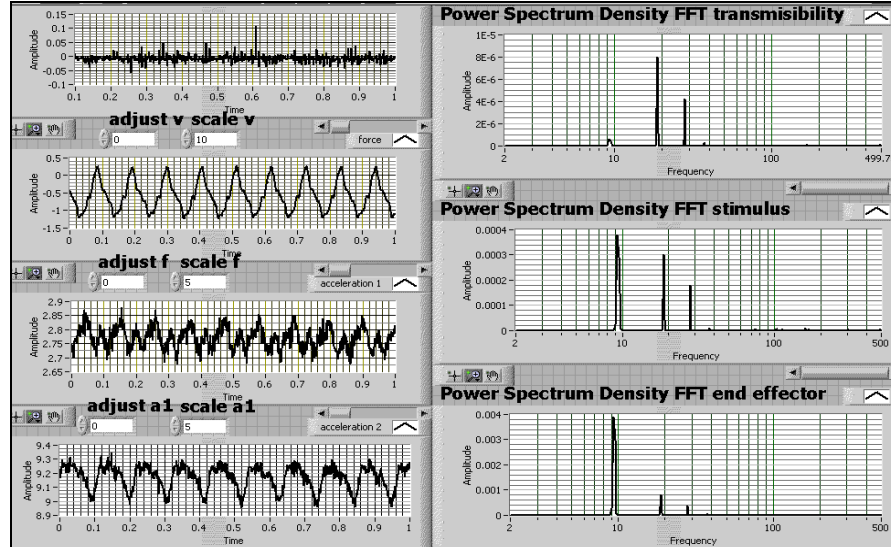 0.15
0.1
0.05
0
-0.05
-0.1
Amplitude
0.1 0.2 0.3 0.4 0.5 0.6 0.7 0.8 0.9 1
Time
adjust v scale v
0 10 force
0.5
0
-0.5
-1
-1.5
Amplitude
0 0.1 0.2 0.3 0.4 0.5 0.6 0.7 0.8 0.9 1
Time
adjust f scale f
0 5 acceleration 1
2.9
2.85
2.8
2.75
2.7
2.65
Amplitude
0 0.1 0.2 0.3 0.4 0.5 0.6 0.7 0.8 0.9 1
Time
adjust a1 scale a1
0 5 acceleration 2
9.4
9.3
9.2
9.1
9
8.9
Amplitude
0 0.1 0.2 0.3 0.4 0.5 0.6 0.7 0.8 0.9 1
Time
Power Spectrum Density FFT transmisibility
1E-5
8E-6
6E-6
4E-6
2E-6
0
Amplitude
2 10 100 499.7
Frequency
Power Spectrum Density FFT stimulus
0.0004
0.0003
0.0002
0.0001
0
Amplitude
2 10 100 500
Frequency
Power Spectrum Density FFT end effector
0.004
0.003
0.002
0.001
0
Amplitude
2 10 100 500
Frequency